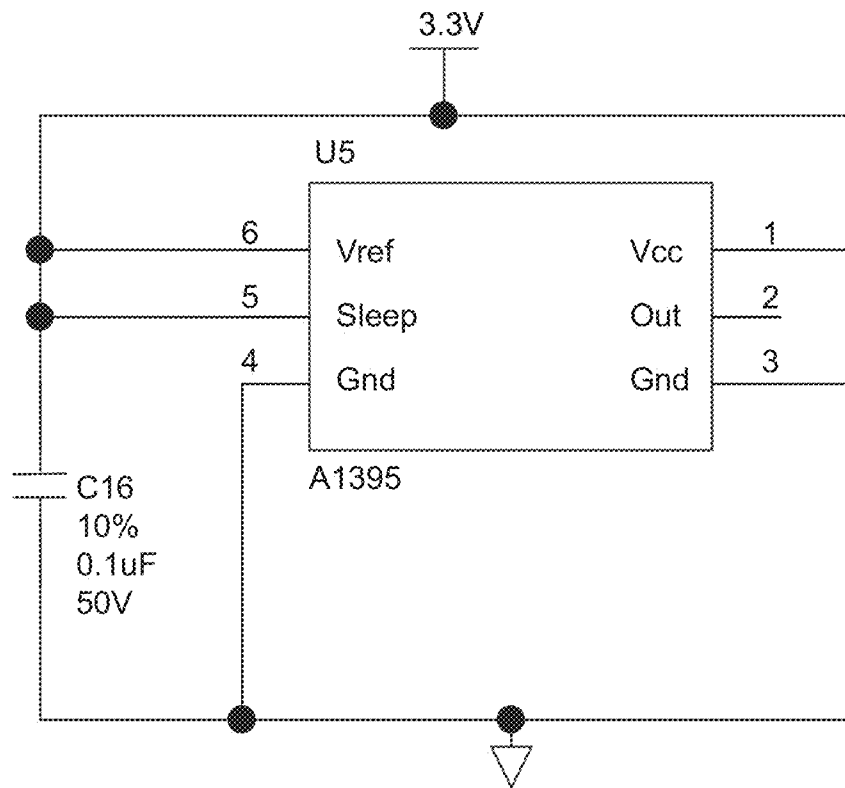 3.3V
U5
6 Vref Vcc 1
5 Sleep Out 2
4 Gnd Gnd 3
A1395
C16
10%
0.1uF
50V